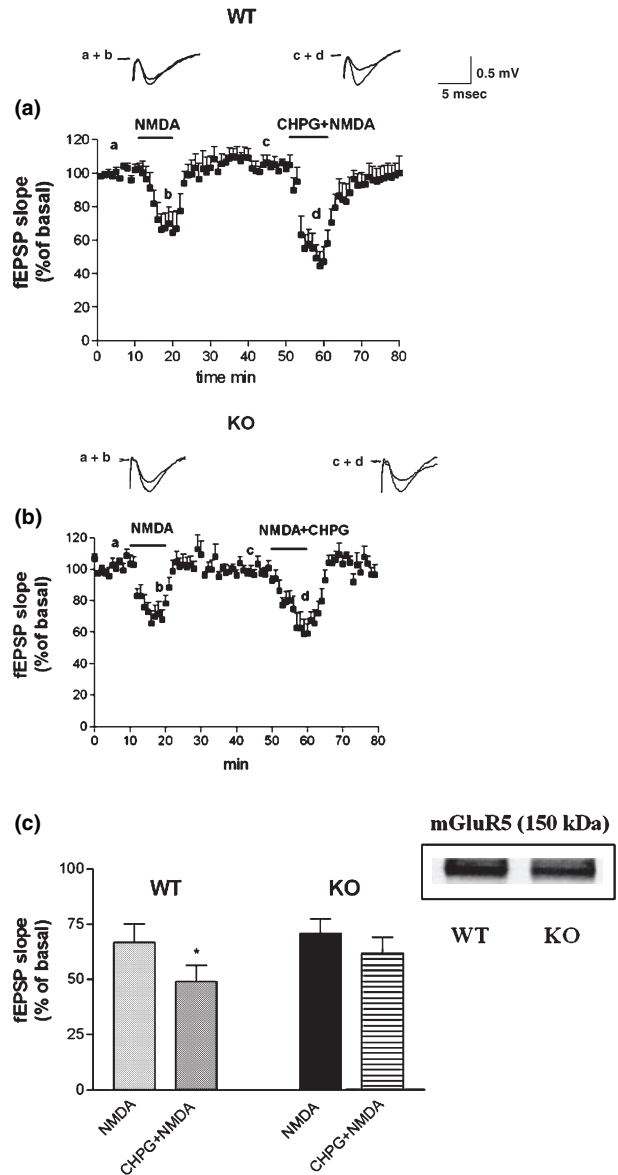 WT
a + b
c + d
0.5 mV
5 msec
(a)
NMDA
CHPG+NMDA
a
b
c
d
fEPSP slope
(%of basal)
120
100
80
60
40
20
0
0 10 20 30 40 50 60 70 80
time min
KO
a + b
c + d
(b)
NMDA
NMDA+CHPG
a
b
c
d
fEPSP slope
(%of basal)
120
100
80
60
40
20
0
0 10 20 30 40 50 60 70 80
min
(c)
mGluR5 (150 kDa)
WT KO
WT
KO
*
fEPSP slope
(% of basal)
100
75
50
25
0
NMDA
CHPG+NMDA
NMDA
CHPG+NMDA